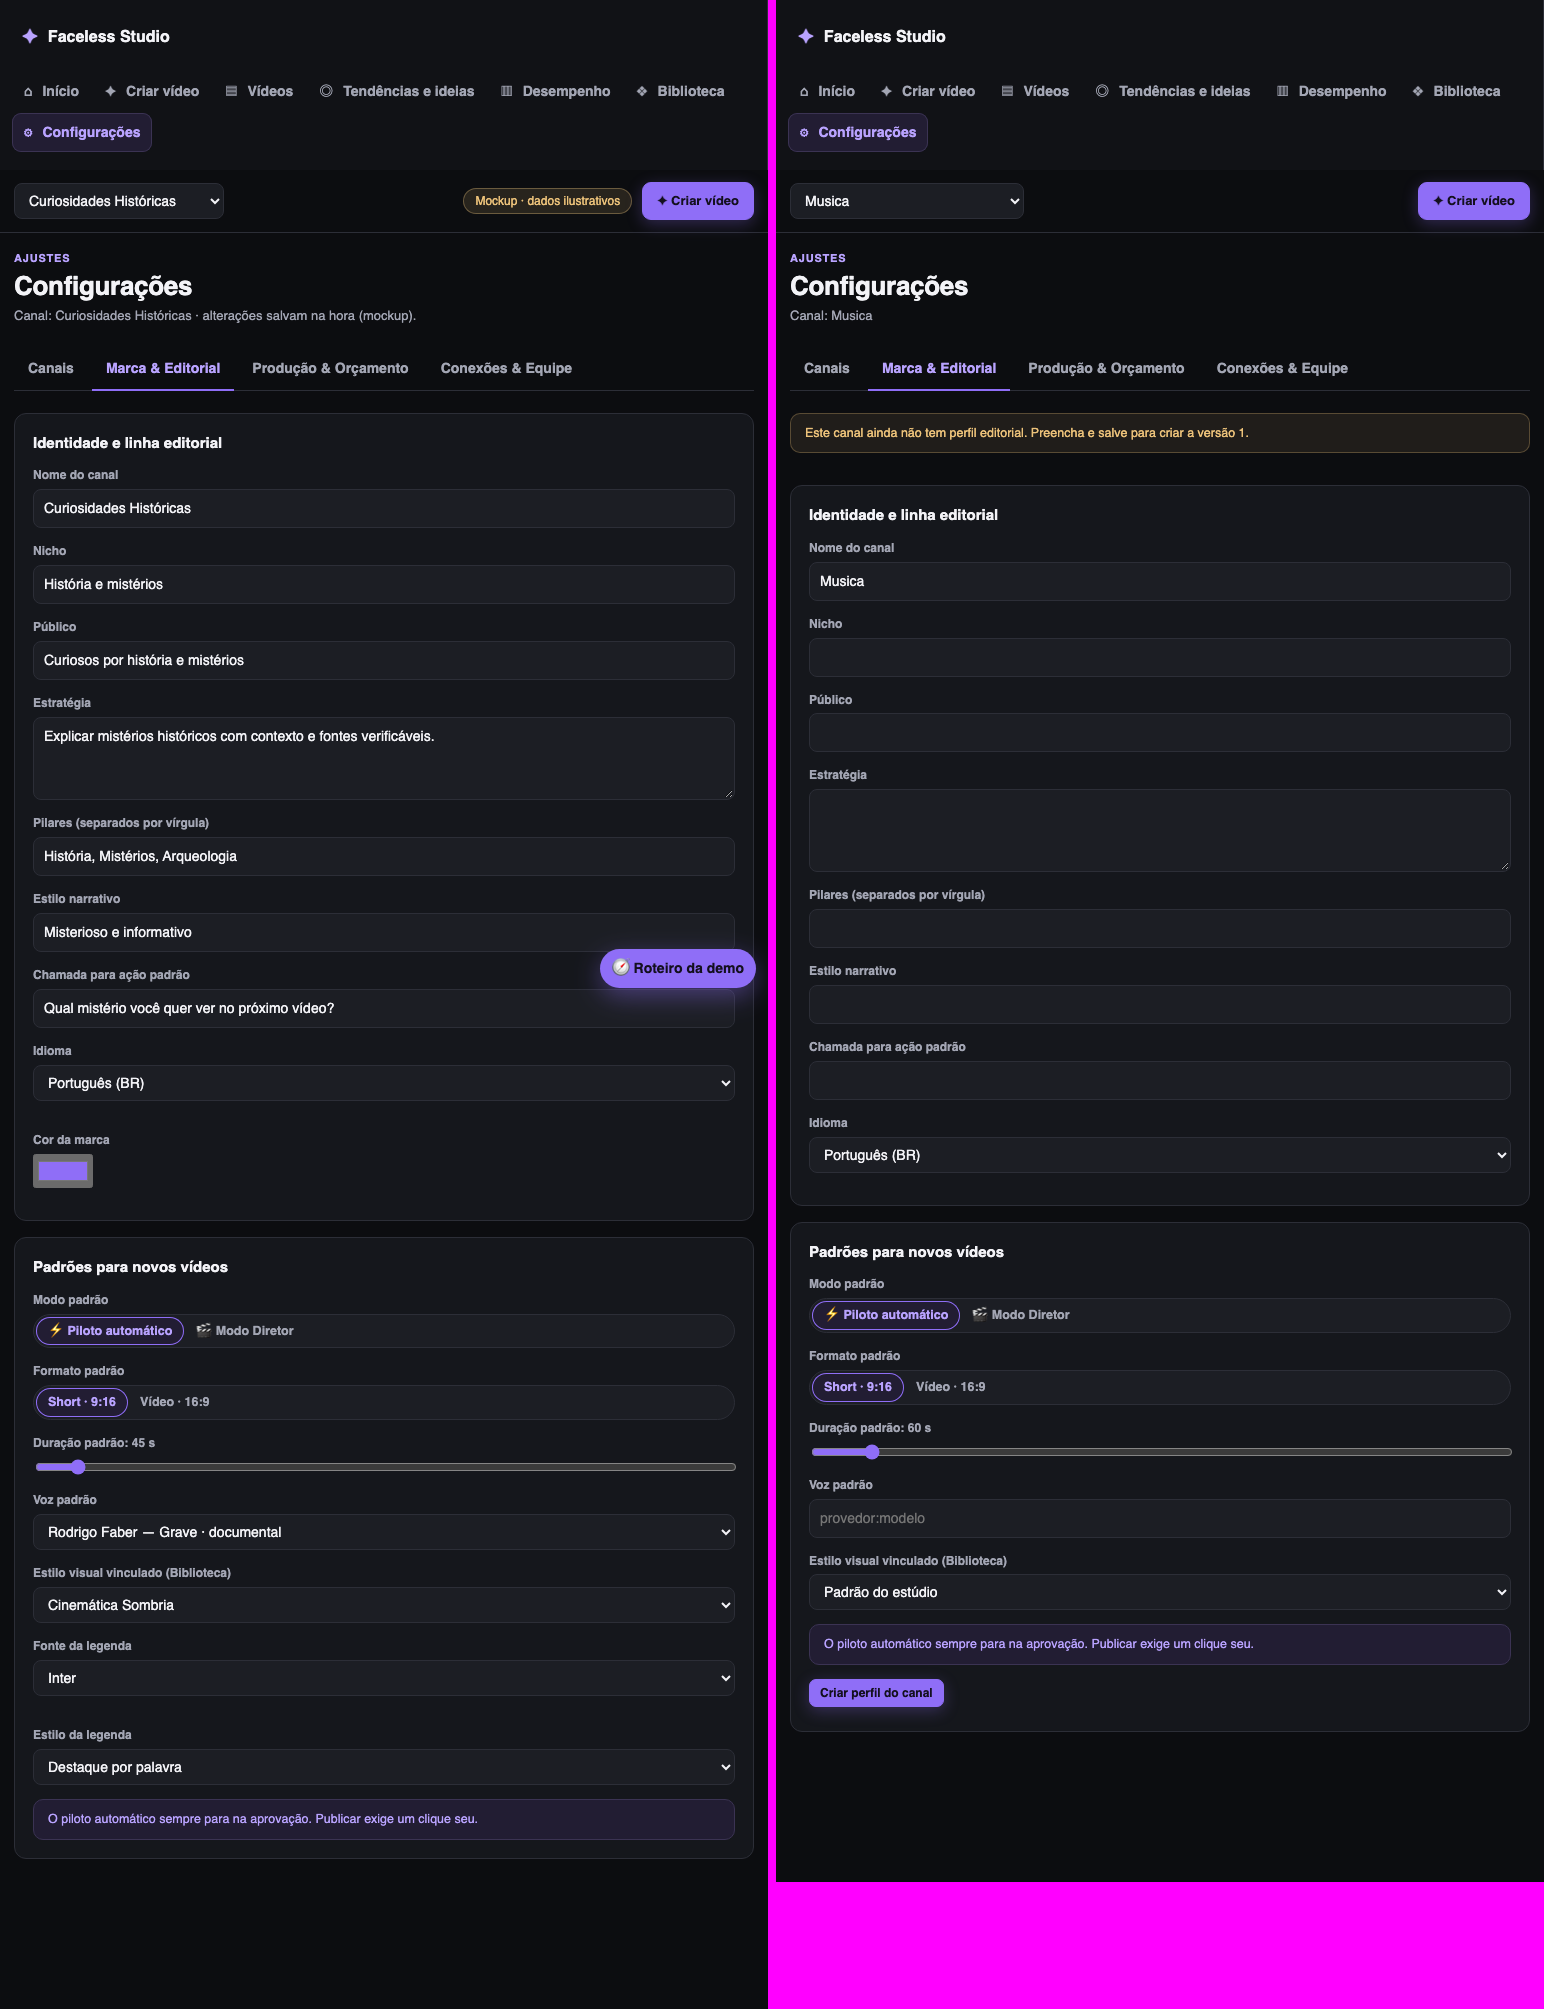 ✦ Faceless Studio
⌂ Início ✦ Criar vídeo ▤ Vídeos ◎ Tendências e ideias ▥ Desempenho ❖ Biblioteca
⚙ Configurações
Curiosidades Históricas
Mockup · dados ilustrativos
✦ Criar vídeo
AJUSTES
Configurações
Canal: Curiosidades Históricas · alterações salvam na hora (mockup).
Canais Marca & Editorial Produção & Orçamento Conexões & Equipe
Identidade e linha editorial
Nome do canal
Curiosidades Históricas
Nicho
História e mistérios
Público
Curiosos por história e mistérios
Estratégia
Explicar mistérios históricos com contexto e fontes verificáveis.
Pilares (separados por vírgula)
História, Mistérios, Arqueologia
Estilo narrativo
Misterioso e informativo
🧭 Roteiro da demo
Chamada para ação padrão
Qual mistério você quer ver no próximo vídeo?
Idioma
Português (BR)
Cor da marca
Padrões para novos vídeos
Modo padrão
⚡ Piloto automático 🎬 Modo Diretor
Formato padrão
Short · 9:16 Vídeo · 16:9
Duração padrão: 45 s
Voz padrão
Rodrigo Faber — Grave · documental
Estilo visual vinculado (Biblioteca)
Cinemática Sombria
Fonte da legenda
Inter
Estilo da legenda
Destaque por palavra
O piloto automático sempre para na aprovação. Publicar exige um clique seu.
✦ Faceless Studio
⌂ Início ✦ Criar vídeo ▤ Vídeos ◎ Tendências e ideias ▥ Desempenho ❖ Biblioteca
⚙ Configurações
Musica
✦ Criar vídeo
AJUSTES
Configurações
Canal: Musica
Canais Marca & Editorial Produção & Orçamento Conexões & Equipe
Este canal ainda não tem perfil editorial. Preencha e salve para criar a versão 1.
Identidade e linha editorial
Nome do canal
Musica
Nicho
Público
Estratégia
Pilares (separados por vírgula)
Estilo narrativo
Chamada para ação padrão
Idioma
Português (BR)
Padrões para novos vídeos
Modo padrão
⚡ Piloto automático 🎬 Modo Diretor
Formato padrão
Short · 9:16 Vídeo · 16:9
Duração padrão: 60 s
Voz padrão
provedor:modelo
Estilo visual vinculado (Biblioteca)
Padrão do estúdio
O piloto automático sempre para na aprovação. Publicar exige um clique seu.
Criar perfil do canal